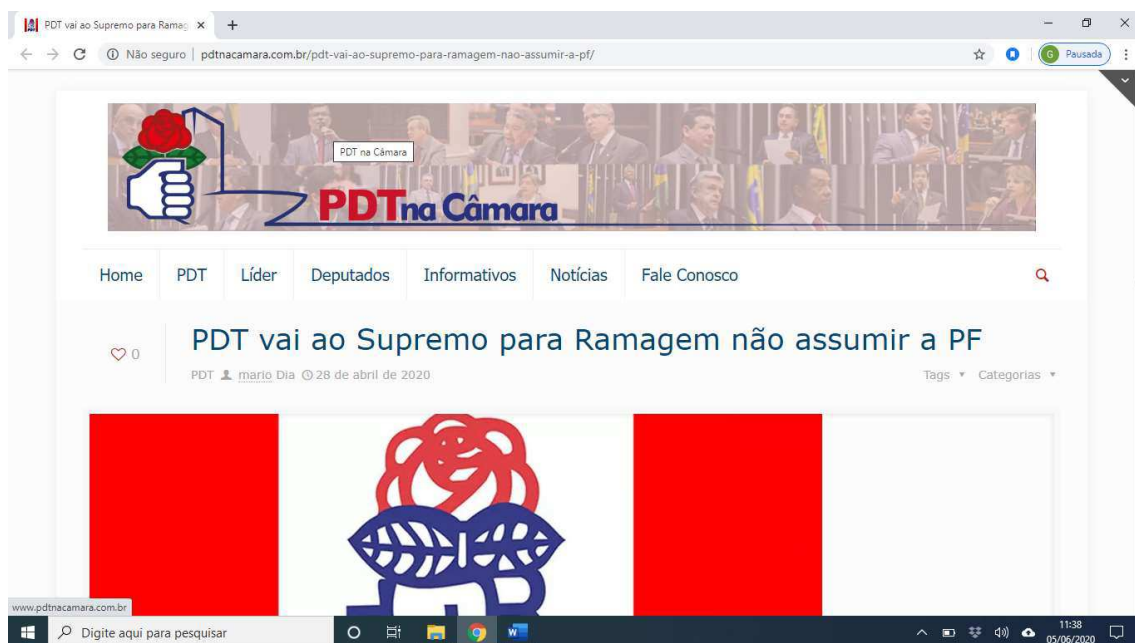 PDT vai ao Supremo para Ramag
Não seguro | pdtnacamara.com.br/pdt-vai-ao-supremo-para-ramagem-nao-assumir-a-pf/
G Pausada
PDT na Câmara
PDT na Câmara
Home PDT Líder Deputados Informativos Notícias Fale Conosco
0
PDT vai ao Supremo para Ramagem não assumir a PF
PDT mario Dia 28 de abril de 2020 Tags Categorias
www.pdtnacamara.com.br
Digite aqui para pesquisar
W
11:38
05/06/2020